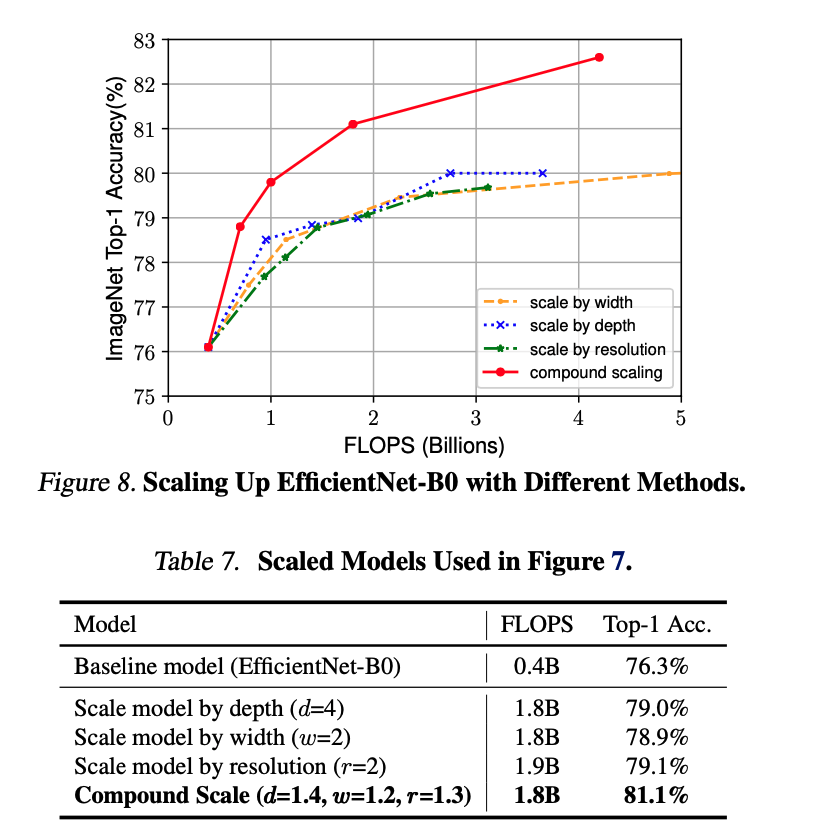 83
82
81
80
79
78
77
76
75
ImageNet Top-1 Accuracy(%)
scale by width
scale by depth
scale by resolution
compound scaling
0 1 2 3 4 5
FLOPS (Billions)
Figure 8. Scaling Up EfficientNet-B0 with Different Methods.
Table 7. Scaled Models Used in Figure 7.
Model FLOPS Top-1 Acc.
Baseline model (EfficientNet-B0) 0.4B 76.3%
Scale model by depth (d=4) 1.8B 79.0%
Scale model by width (w=2) 1.8B 78.9%
Scale model by resolution (r=2) 1.9B 79.1%
Compound Scale (d=1.4, w=1.2, r=1.3) 1.8B 81.1%